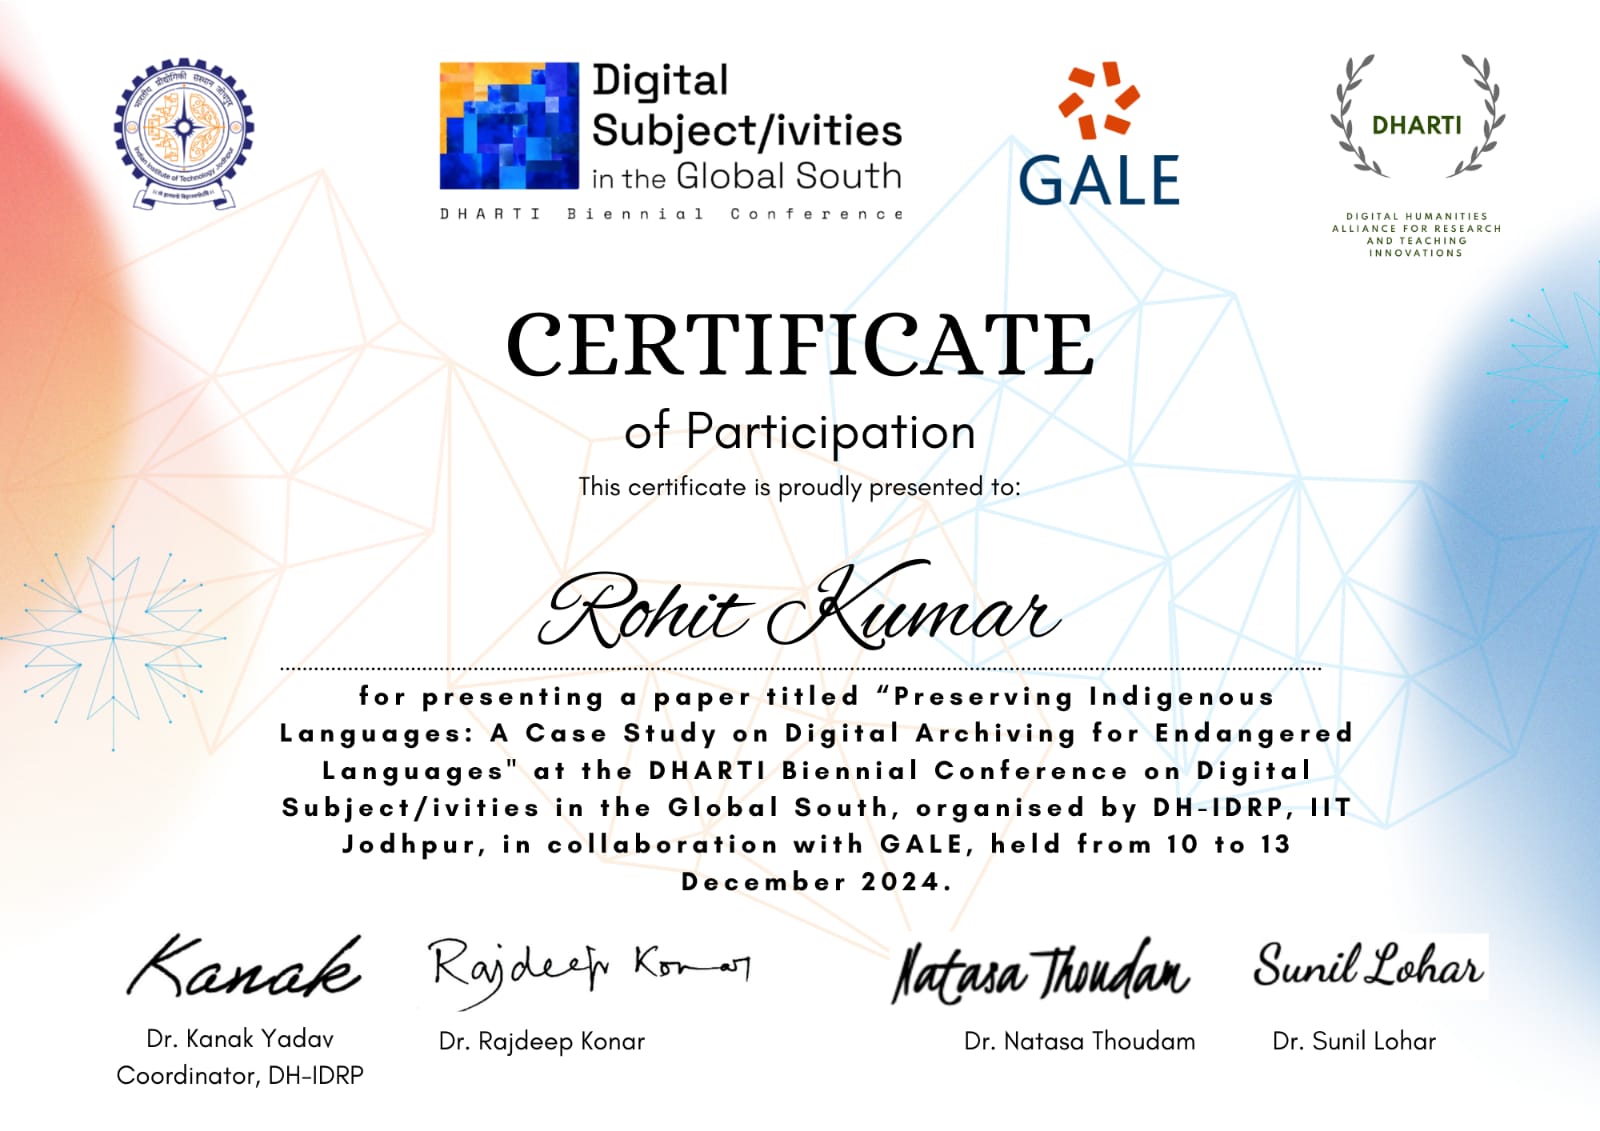 भारतीय प्रौद्योगिकी संस्थान जोधपुर
Indian Institute of Technology Jodhpur
Digital
Subject/ivities
in the Global South
DHARTI Biennial Conference
GALE
DHARTI
DIGITAL HUMANITIES
ALLIANCE FOR RESEARCH
AND TEACHING
INNOVATIONS
CERTIFICATE
of Participation
This certificate is proudly presented to:
Rohit Kumar
for presenting a paper titled “Preserving Indigenous
Languages: A Case Study on Digital Archiving for Endangered
Languages" at the DHARTI Biennial Conference on Digital
Subject/ivities in the Global South, organised by DH-IDRP, IIT
Jodhpur, in collaboration with GALE, held from 10 to 13
December 2024.
Kanak
Rajdeep Konar
Natasa Thoudam
Sunil Lohar
Dr. Kanak Yadav
Coordinator, DH-IDRP
Dr. Rajdeep Konar
Dr. Natasa Thoudam
Dr. Sunil Lohar